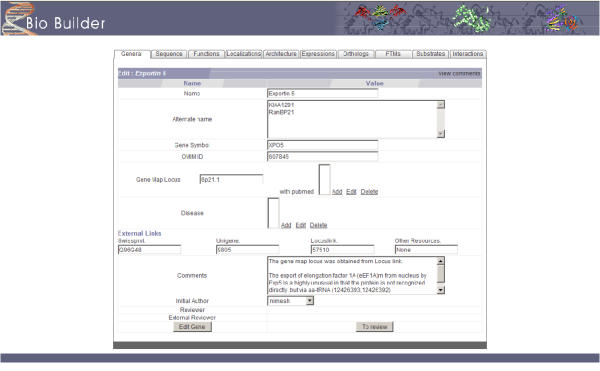 Bio Builder
General Sequence Functions Localizations Architecture Expressions Orthologs PTMs Substrates Interactions
Edit : Exportin 5
View comments
Name Value
Name Exportin 5
Alternate name
KIAA1291
RanBP21
Gene Symbol XPO5
OMIM ID 607845
Gene Map Locus 6p21.1 with pubmed Add Edit Delete
Disease Add Edit Delete
External Links
Swissprot: Unigene: Locuslink: Other Resources:
57510 None
Comments
The gene map locus was obtained from Locus link.
The export of elongation factor 1A (eEF1A) from nucleus by
Exp5 is a highly unusual in that the protein is not recognized
directly but via aa-tRNA (12426393,12426392)
Initial Author nimesh
Reviewer
External Reviewer
Edit Gene To review